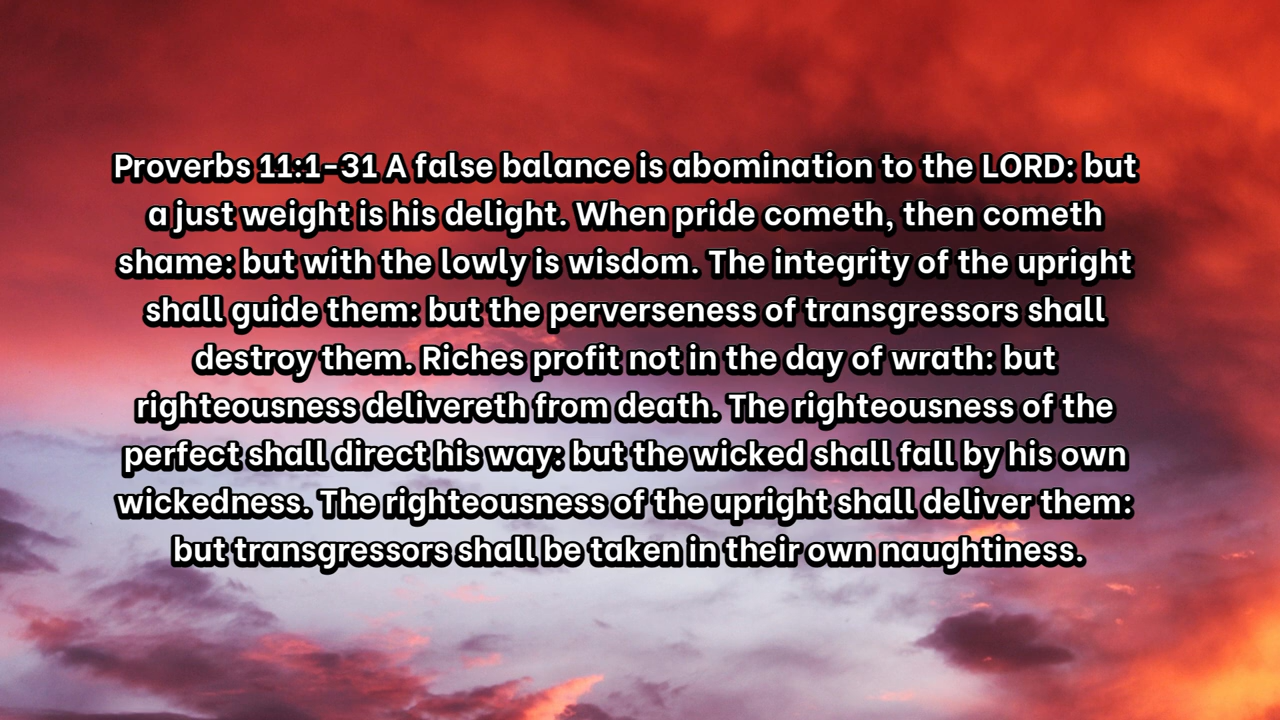 Proverbs 11:1-31 A false balance is abomination to the LORD: but
a just weight is his delight. When pride cometh, then cometh
shame: but with the lowly is wisdom. The integrity of the upright
shall guide them: but the perverseness of transgressors shall
destroy them. Riches profit not in the day of wrath: but
righteousness delivereth from death. The righteousness of the
perfect shall direct his way: but the wicked shall fall by his own
wickedness. The righteousness of the upright shall deliver them:
but transgressors shall be taken in their own naughtiness.